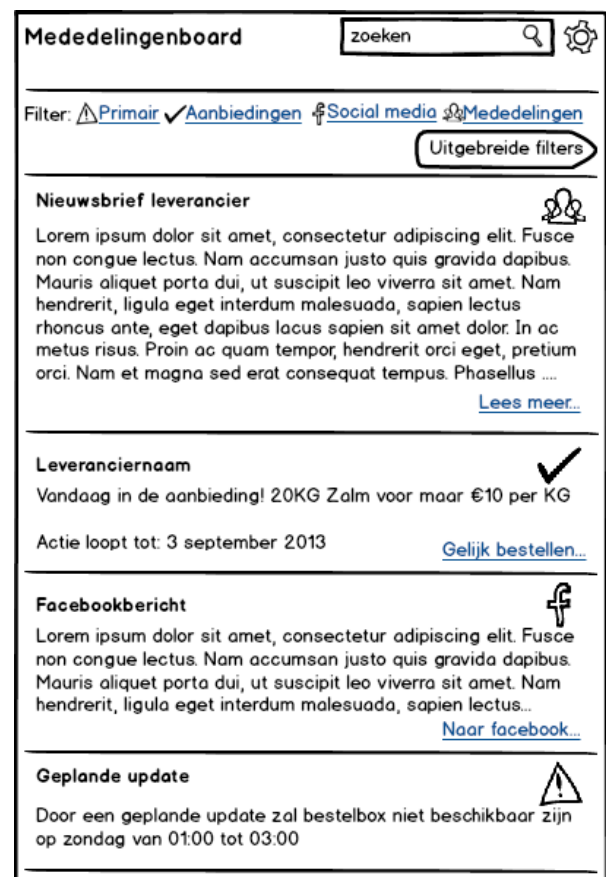 Mededelingenboard
zoeken
Filter: Primair Aanbiedingen Social media Mededelingen
Uitgebreide filters
Nieuwsbrief leverancier
Lorem ipsum dolor sit amet, consectetur adipiscing elit. Fusce
non congue lectus. Nam accumsan justo quis gravida dapibus.
Mauris aliquet porta dui, ut suscipit leo viverra sit amet. Nam
hendrerit, ligula eget interdum malesuada, sapien lectus
rhoncus ante, eget dapibus lacus sapien sit amet dolor. In ac
metus risus. Proin ac quam tempor, hendrerit orci eget, pretium
orci. Nam et magna sed erat consequat tempus. Phasellus ....
Lees meer...
Leveranciernaam
Vandaag in de aanbieding! 20KG Zalm voor maar €10 per KG
Actie loopt tot: 3 september 2013
Gelijk bestellen...
Facebookbericht
Lorem ipsum dolor sit amet, consectetur adipiscing elit. Fusce
non congue lectus. Nam accumsan justo quis gravida dapibus.
Mauris aliquet porta dui, ut suscipit leo viverra sit amet. Nam
hendrerit, ligula eget interdum malesuada, sapien lectus...
Naar facebook...
Geplande update
Door een geplande update zal bestelbox niet beschikbaar zijn
op zondag van 01:00 tot 03:00